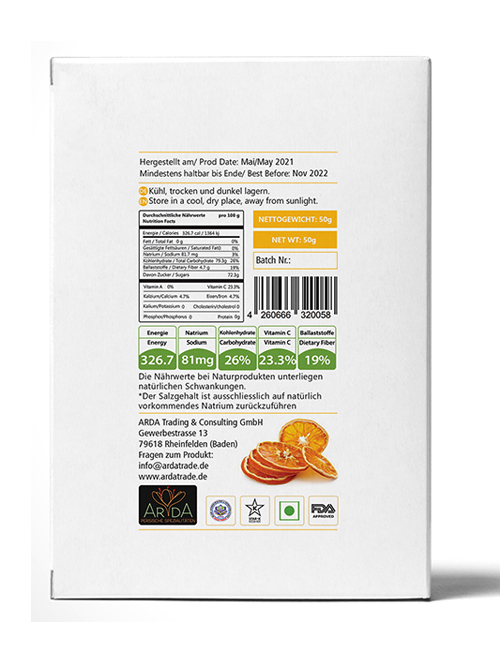 Hergestellt am/ Prod Date: Mai/May 2021
Mindestens haltbar bis Ende/ Best Before: Nov 2022
DE Kühl, trocken und dunkel lagern.
EN Store in a cool, dry place, away from sunlight.
Durchschnittliche Nährwerte pro 100 g
Nutrition Facts
Energie / Calories 326.7 cal / 1364 kj
Fett / Total Fat 0 g 0%
Gesättigte Fettsäuren / Saturated Fat 0 0%
Natrium / Sodium 81.7 mg 3%
Kohlenhydrate / Total Carbohydrate 79.3g 26%
Ballaststoffe / Dietary Fiber 4.7 g 19%
Davon Zucker / Sugars 72.3g
Vitamin A 0% Vitamin C 23.3%
Kalzium/Calcium 4.7% Eisen/Iron 4.7%
Kalium/Potassium 0 Cholesterin/cholesterol 0
Phosphor/Phosphorus 0 Protein 0g
NETTOGEWICHT: 50g
NET WT: 50g
Batch Nr.:
4 260666 320058
Energie Natrium Kohlenhydrate Vitamin C Ballaststoffe
Energy Sodium Carbohydrate Vitamin C Dietary Fiber
326.7 81mg 26% 23.3% 19%
Die Nährwerte bei Naturprodukten unterliegen
natürlichen Schwankungen.
*Der Salzgehalt ist ausschliesslich auf natürlich
vorkommendes Natrium zurückzuführen
ARDA Trading & Consulting GmbH
Gewerbestrasse 13
79618 Rheinfelden (Baden)
Fragen zum Produkt:
info@ardatrade.de
www.ardatrade.de
ARDA
PERSISCHE SPEZIALITÄTEN
FDA
APPROVED